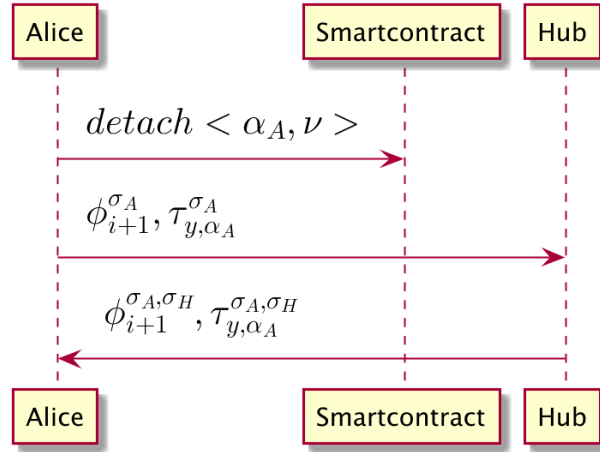 Alice Smartcontract Hub
detach < α_A, ν >
ϕ_{i+1}^{σ_A}, τ_{y,α_A}^{σ_A}
ϕ_{i+1}^{σ_A,σ_H}, τ_{y,α_A}^{σ_A,σ_H}
Alice Smartcontract Hub